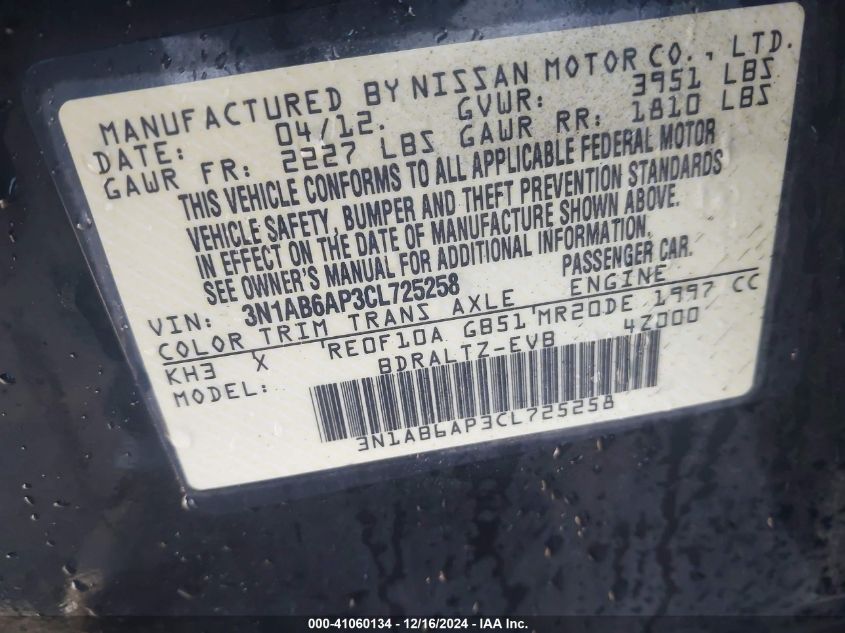 MANUFACTURED BY NISSAN MOTOR CO., LTD.
DATE: 04/12. GVWR: 3951 LBS
GAWR FR: 2227 LBS GAWR RR: 1810 LBS
THIS VEHICLE CONFORMS TO ALL APPLICABLE FEDERAL MOTOR
VEHICLE SAFETY, BUMPER AND THEFT PREVENTION STANDARDS
IN EFFECT ON THE DATE OF MANUFACTURE SHOWN ABOVE.
SEE OWNER'S MANUAL FOR ADDITIONAL INFORMATION.
VIN: 3N1AB6AP3CL725258 PASSENGER CAR.
COLOR TRIM TRANS AXLE ENGINE
KH3 X RE0F10A GB51 MR20DE 1997 CC
MODEL: BDRALTZ-EVB 4Z000
3N1AB6AP3CL725258
000-41060134 - 12/16/2024 - IAA Inc.